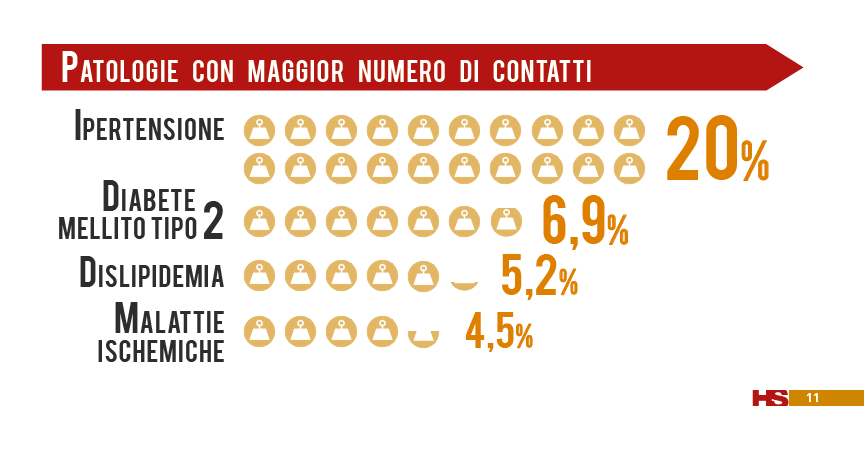 Patologie con maggior numero di contatti
Ipertensione
20%
Diabete
mellito tipo 2
6,9%
Dislipidemia
5,2%
Malattie
ischemiche
4,5%
HS 11